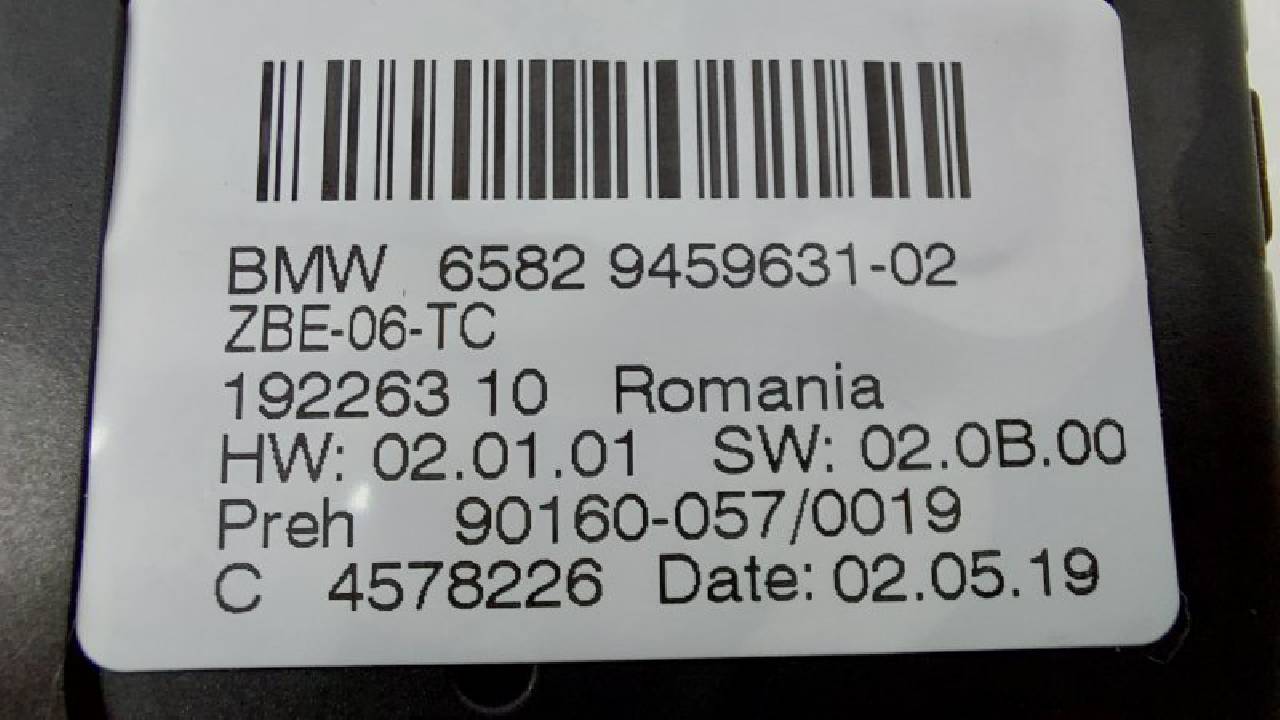 BMW 6582 9459631-02
ZBE-06-TC
192263 10 Romania
HW: 02.01.01 SW: 02.0B.00
Preh 90160-057/0019
C 4578226 Date: 02.05.19